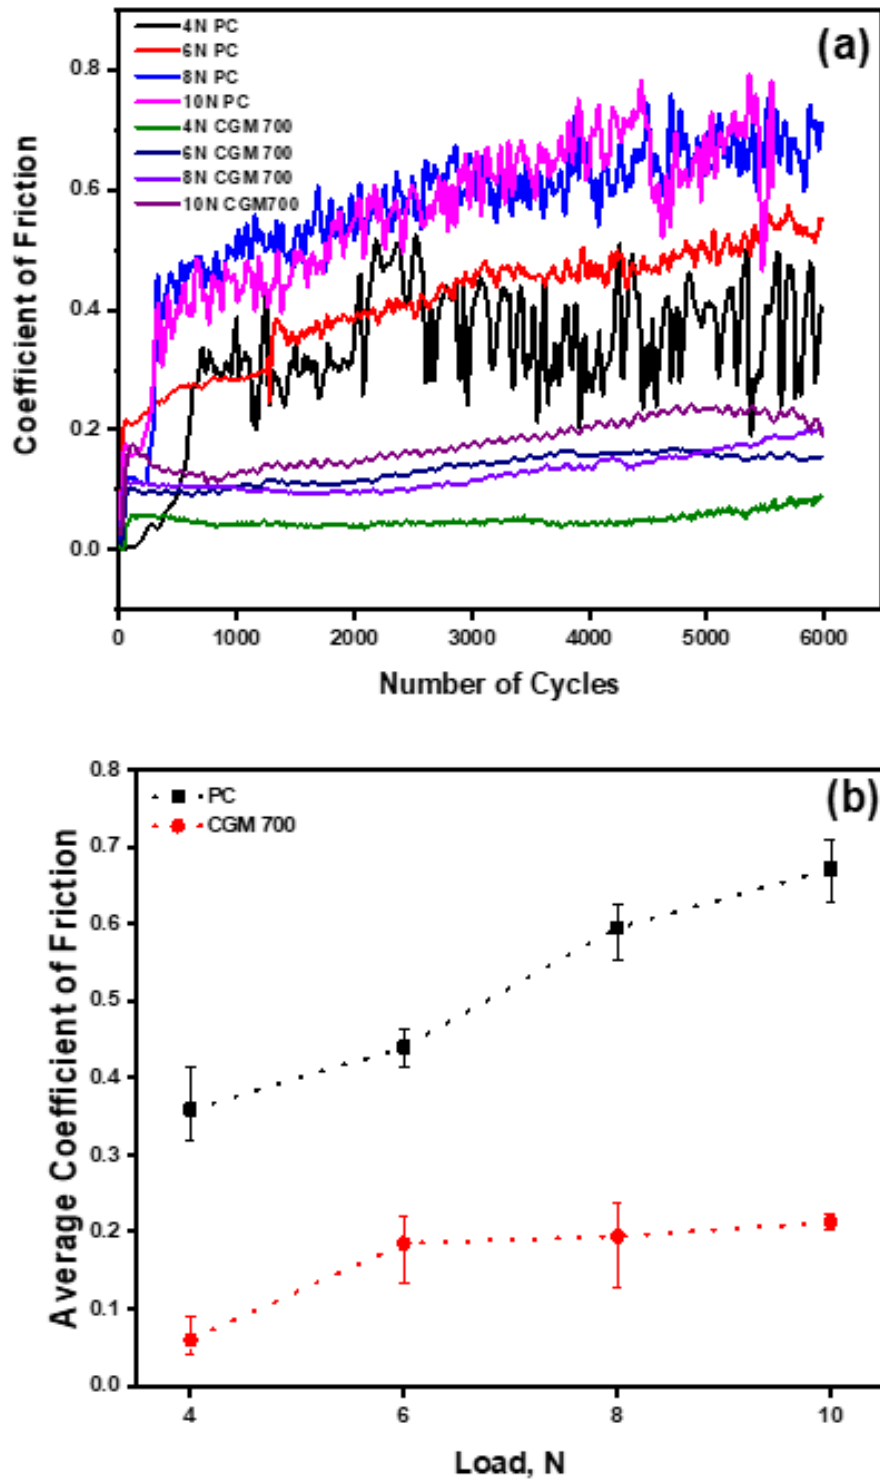 4N PC
6N PC
8N PC
10N PC
4N CGM 700
6N CGM 700
8N CGM 700
10N CGM700
(a)
Coefficient of Friction
0.8
0.6
0.4
0.2
0.0
0 1000 2000 3000 4000 5000 6000
Number of Cycles
(b)
PC
CGM 700
Average Coefficient of Friction
0.8
0.7
0.6
0.5
0.4
0.3
0.2
0.1
0.0
4 6 8 10
Load, N